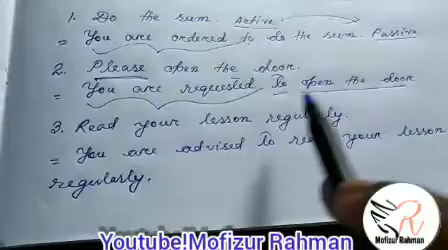 1. Do the sum. Active.
= You are ordered to do the sum. Passive
2. Please open the door.
= You are requested to open the door
3. Read your lesson regularly.
= You are advised to read your lesson
regularly.
R
Mofizur Rahman
Youtube!Mofizur Rahman